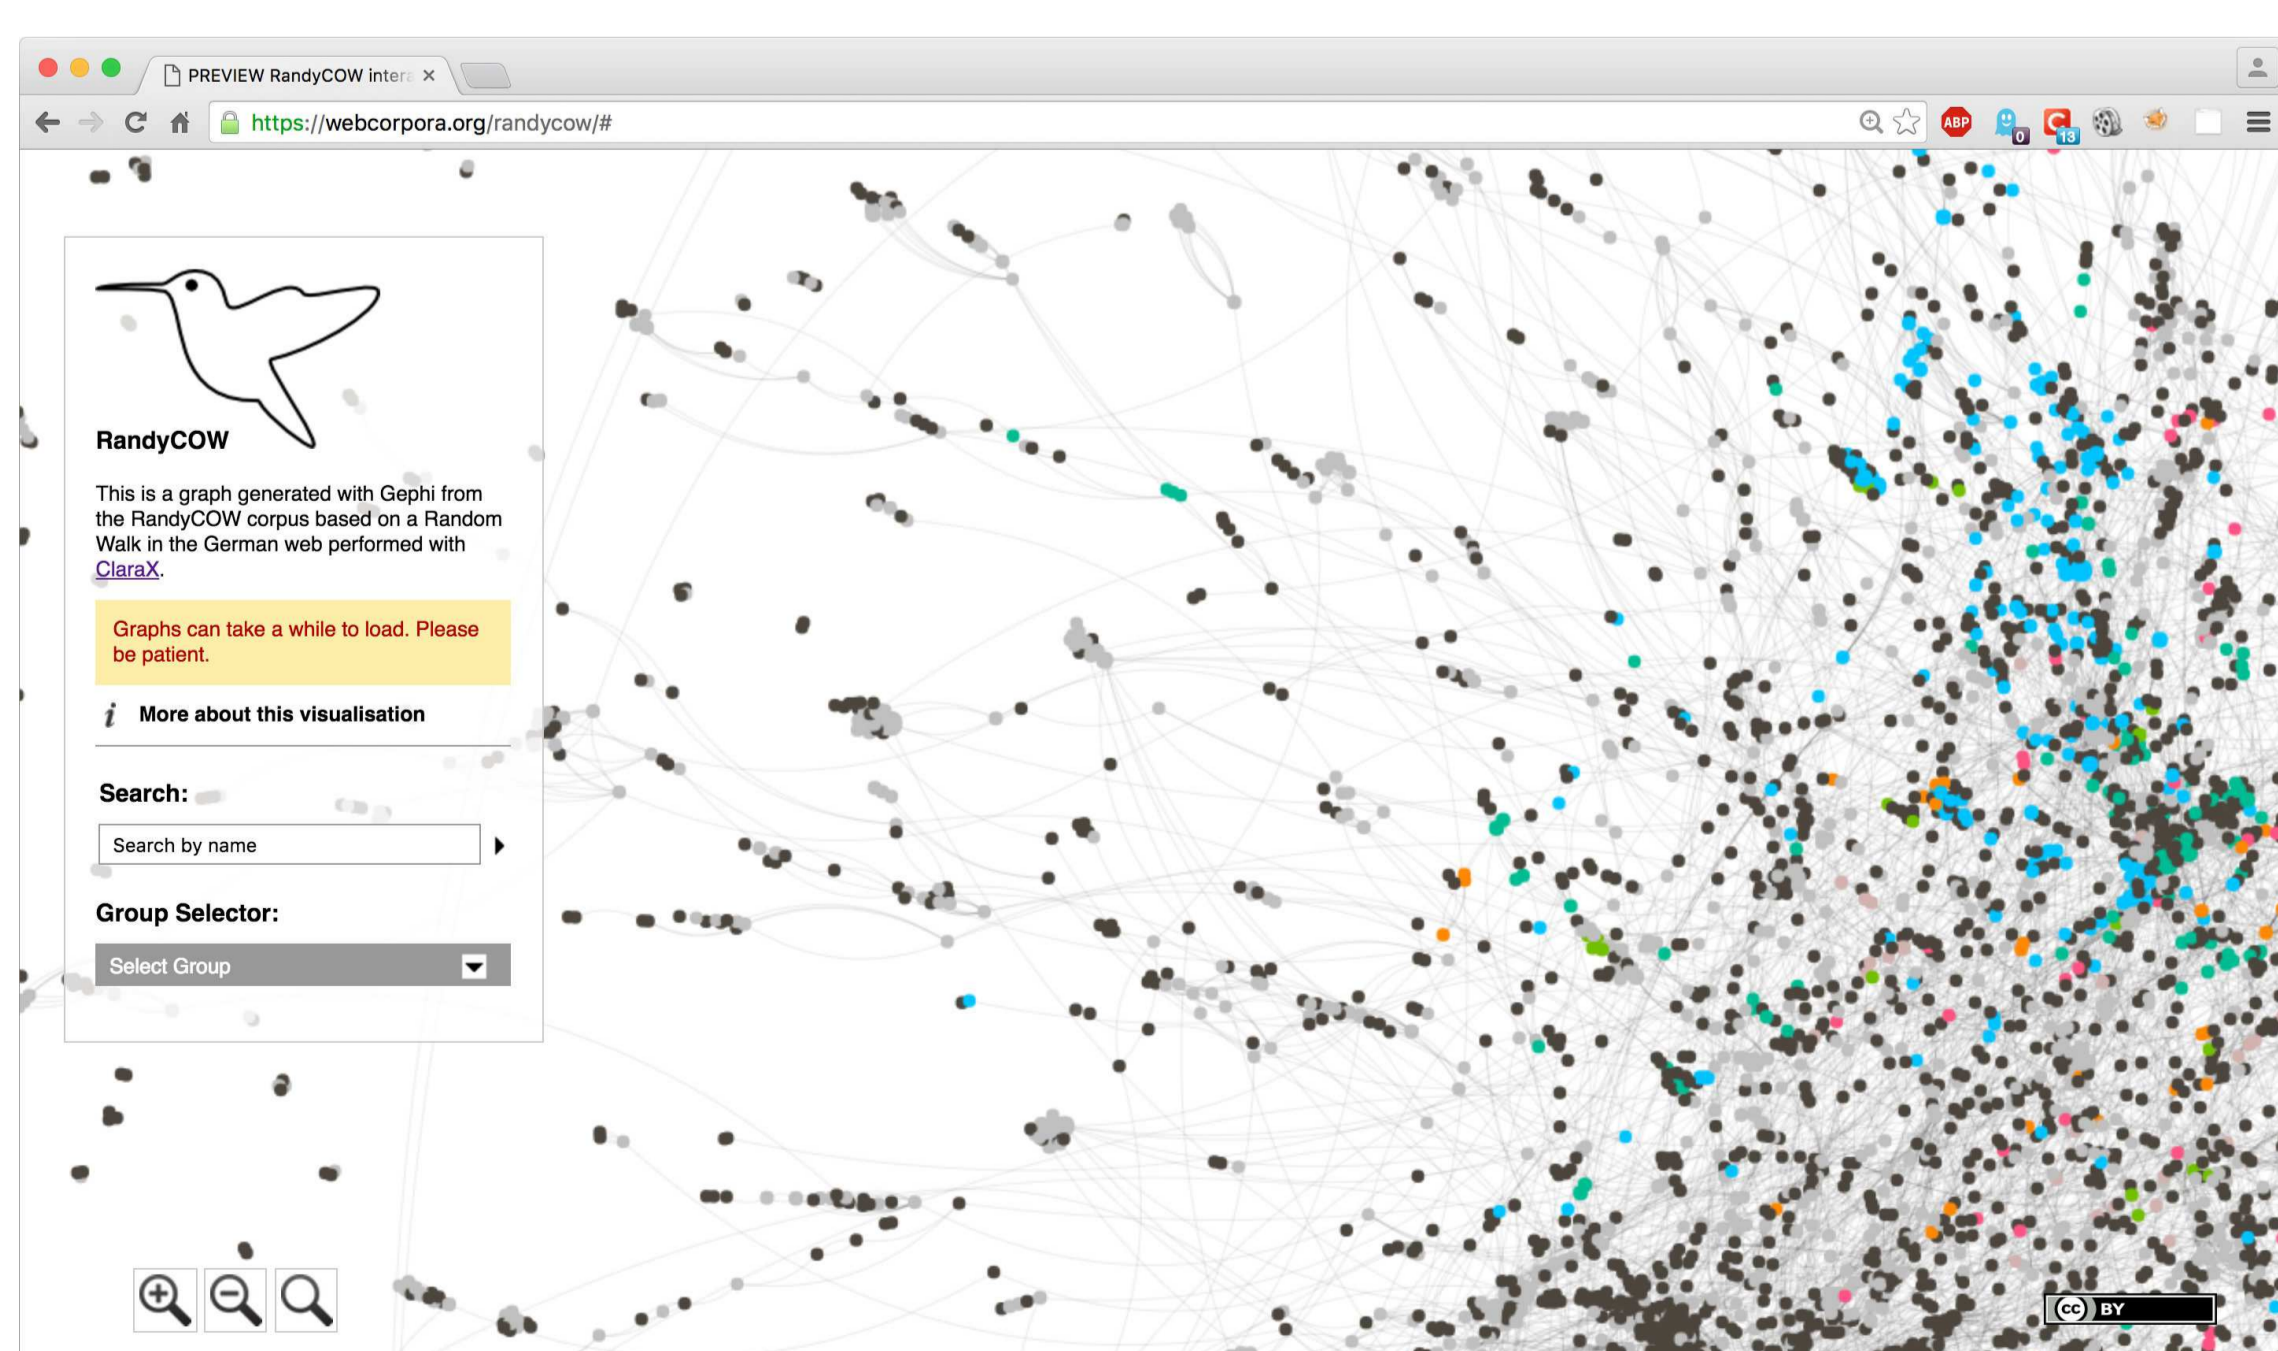 PREVIEW RandyCOW inter
https://webcorpora.org/randycow/#
ABP
0
13
RandyCOW
This is a graph generated with Gephi from
the RandyCOW corpus based on a Random
Walk in the German web performed with
ClaraX.
Graphs can take a while to load. Please
be patient.
i More about this visualisation
Search:
Search by name
Group Selector:
Select Group
cc BY